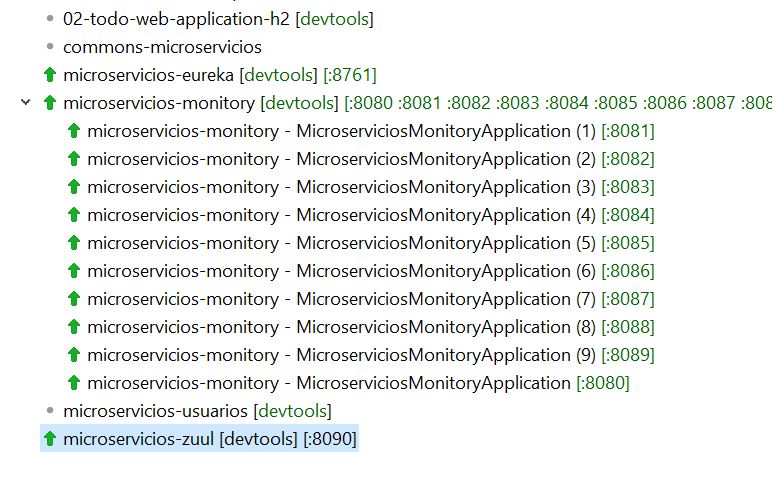 02-todo-web-application-h2 [devtools]
commons-microservicios
microservicios-eureka [devtools] [:8761]
microservicios-monitory [devtools] [:8080 :8081 :8082 :8083 :8084 :8085 :8086 :8087 :808
microservicios-monitory - MicroserviciosMonitoryApplication (1) [:8081]
microservicios-monitory - MicroserviciosMonitoryApplication (2) [:8082]
microservicios-monitory - MicroserviciosMonitoryApplication (3) [:8083]
microservicios-monitory - MicroserviciosMonitoryApplication (4) [:8084]
microservicios-monitory - MicroserviciosMonitoryApplication (5) [:8085]
microservicios-monitory - MicroserviciosMonitoryApplication (6) [:8086]
microservicios-monitory - MicroserviciosMonitoryApplication (7) [:8087]
microservicios-monitory - MicroserviciosMonitoryApplication (8) [:8088]
microservicios-monitory - MicroserviciosMonitoryApplication (9) [:8089]
microservicios-monitory - MicroserviciosMonitoryApplication [:8080]
microservicios-usuarios [devtools]
microservicios-zuul [devtools] [:8090]